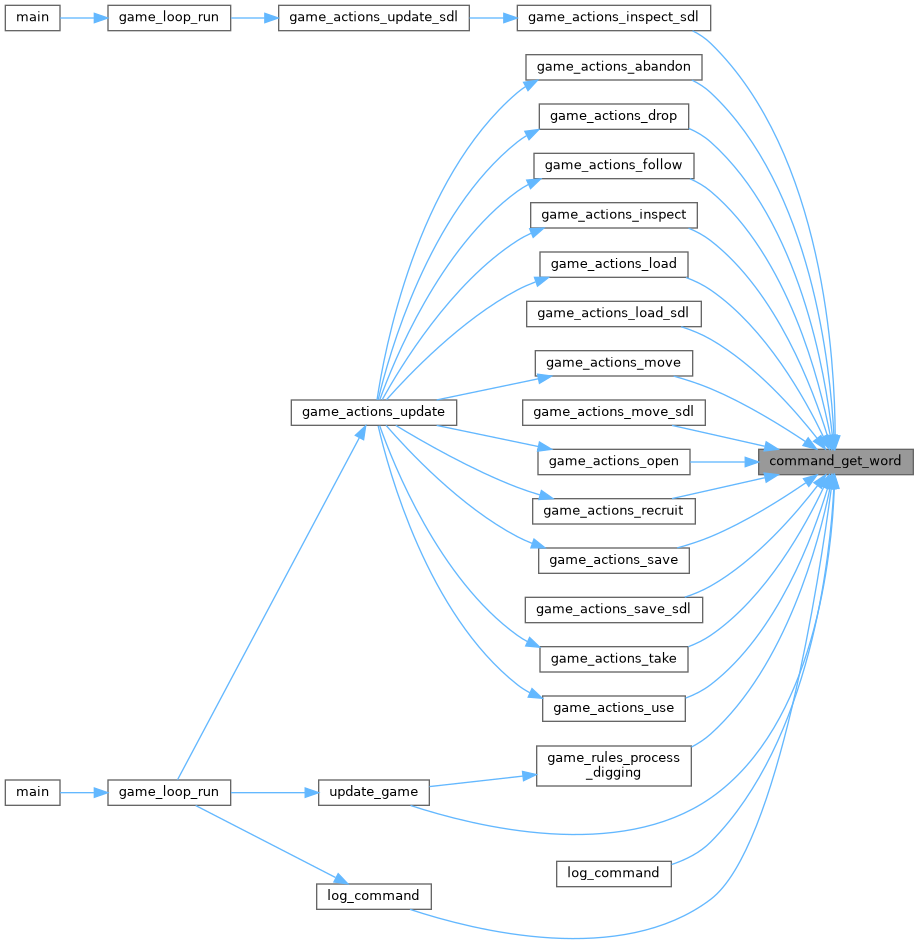 main
game_loop_run
game_actions_update_sdl
game_actions_inspect_sdl
game_actions_abandon
game_actions_drop
game_actions_follow
game_actions_inspect
game_actions_load
game_actions_load_sdl
game_actions_move
game_actions_update
game_actions_move_sdl
game_actions_open
command_get_word
game_actions_recruit
game_actions_save
game_actions_save_sdl
game_actions_take
game_actions_use
game_rules_process
_digging
main
game_loop_run
update_game
log_command
log_command